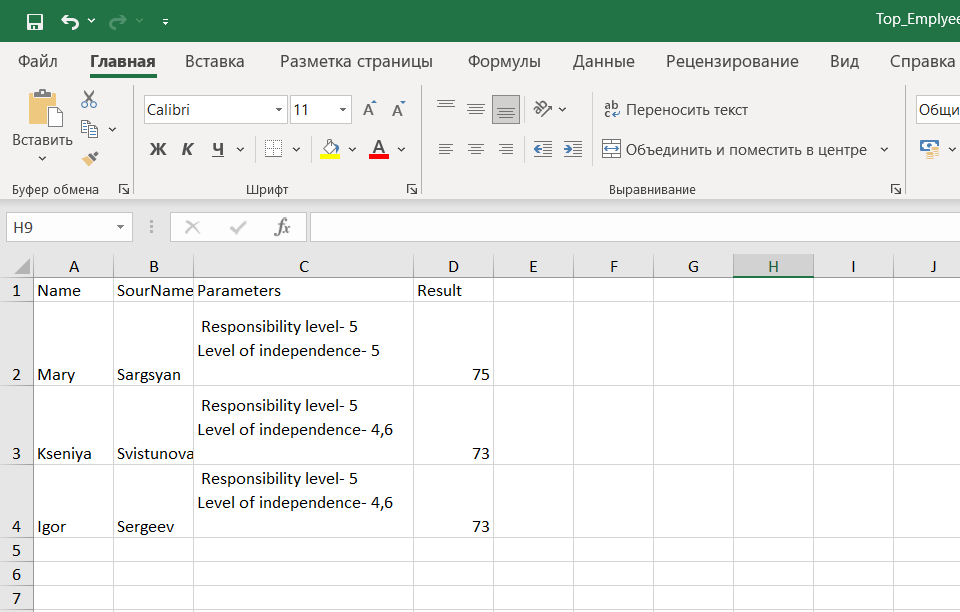 Top_Emplyee
Файл Главная Вставка Разметка страницы Формулы Данные Рецензирование Вид Справка
Calibri 11 A A ab c Переносить текст Общи
Вставить
Ж К Ч A Объединить и поместить в центре
Буфер обмена Шрифт Выравнивание
H9 fx
A B C D E F G H I J
1 Name SourName Parameters Result
Responsibility level- 5
Level of independence- 5
2 Mary Sargsyan 75
Responsibility level- 5
Level of independence- 4,6
3 Kseniya Svistunova 73
Responsibility level- 5
Level of independence- 4,6
4 Igor Sergeev 73
5
6
7